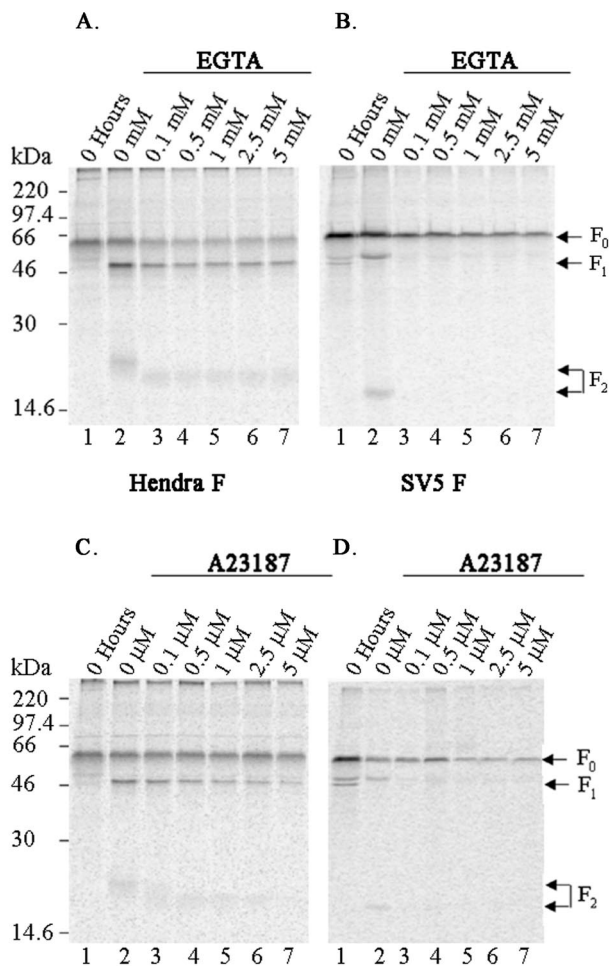 A.
B.
EGTA
EGTA
0 Hours
0 mM
0.1 mM
0.5 mM
1 mM
2.5 mM
5 mM
0 Hours
0 mM
0.1 mM
0.5 mM
1 mM
2.5 mM
5 mM
kDa
220
97.4
66
46
30
14.6
F0
F1
F2
1 2 3 4 5 6 7
1 2 3 4 5 6 7
Hendra F
SV5 F
C.
D.
A23187
A23187
0 Hours
0 µM
0.1 µM
0.5 µM
1 µM
2.5 µM
5 µM
0 Hours
0 µM
0.1 µM
0.5 µM
1 µM
2.5 µM
5 µM
kDa
220
97.4
66
46
30
14.6
F0
F1
F2
1 2 3 4 5 6 7
1 2 3 4 5 6 7